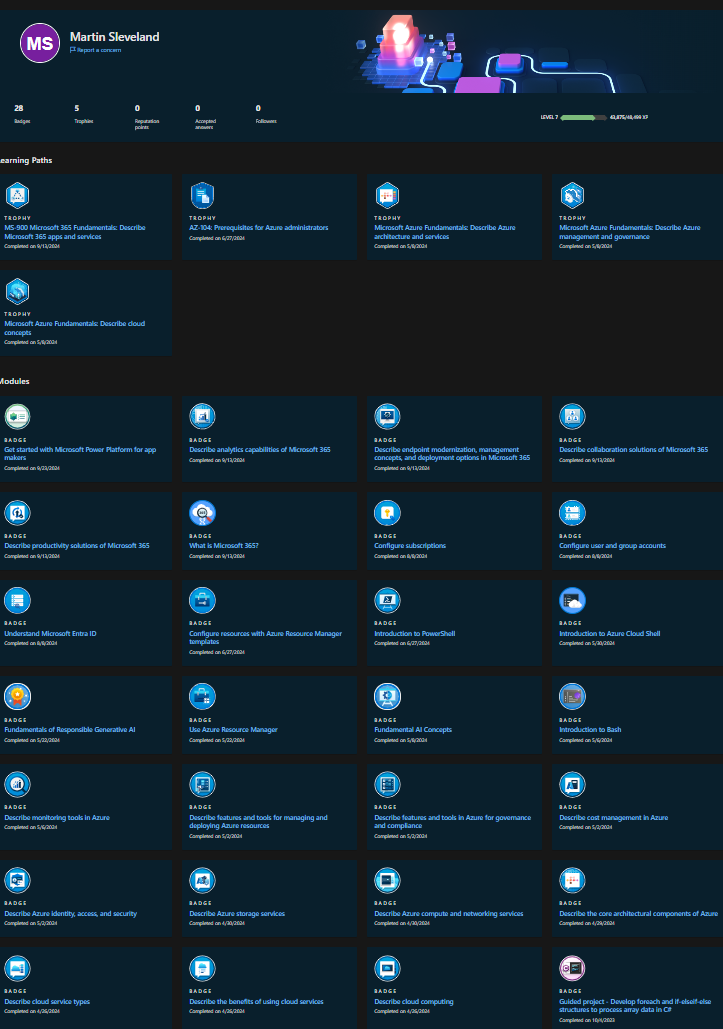 MS
Martin Sleveland
Report a concern
28
Badges
5
Trophies
0
Reputation
points
0
Accepted
answers
0
Followers
LEVEL 7
43,875/48,499 XP
Learning Paths
TROPHY
MS-900 Microsoft 365 Fundamentals: Describe
Microsoft 365 apps and services
Completed on 9/13/2024
TROPHY
AZ-104: Prerequisites for Azure administrators
Completed on 6/27/2024
TROPHY
Microsoft Azure Fundamentals: Describe Azure
architecture and services
Completed on 5/8/2024
TROPHY
Microsoft Azure Fundamentals: Describe Azure
management and governance
Completed on 5/8/2024
TROPHY
Microsoft Azure Fundamentals: Describe cloud
concepts
Completed on 5/8/2024
Modules
BADGE
Get started with Microsoft Power Platform for app
makers
Completed on 9/23/2024
BADGE
Describe analytics capabilities of Microsoft 365
Completed on 9/13/2024
BADGE
Describe endpoint modernization, management
concepts, and deployment options in Microsoft 365
Completed on 9/13/2024
BADGE
Describe collaboration solutions of Microsoft 365
Completed on 9/13/2024
BADGE
Describe productivity solutions of Microsoft 365
Completed on 9/13/2024
BADGE
What is Microsoft 365?
Completed on 9/13/2024
BADGE
Configure subscriptions
Completed on 8/8/2024
BADGE
Configure user and group accounts
Completed on 8/8/2024
BADGE
Understand Microsoft Entra ID
Completed on 8/8/2024
BADGE
Configure resources with Azure Resource Manager
templates
Completed on 6/27/2024
BADGE
Introduction to PowerShell
Completed on 6/27/2024
BADGE
Introduction to Azure Cloud Shell
Completed on 5/30/2024
BADGE
Fundamentals of Responsible Generative AI
Completed on 5/22/2024
BADGE
Use Azure Resource Manager
Completed on 5/22/2024
BADGE
Fundamental AI Concepts
Completed on 5/8/2024
BADGE
Introduction to Bash
Completed on 5/6/2024
BADGE
Describe monitoring tools in Azure
Completed on 5/6/2024
BADGE
Describe features and tools for managing and
deploying Azure resources
Completed on 5/2/2024
BADGE
Describe features and tools in Azure for governance
and compliance
Completed on 5/2/2024
BADGE
Describe cost management in Azure
Completed on 5/2/2024
BADGE
Describe Azure identity, access, and security
Completed on 5/2/2024
BADGE
Describe Azure storage services
Completed on 4/30/2024
BADGE
Describe Azure compute and networking services
Completed on 4/30/2024
BADGE
Describe the core architectural components of Azure
Completed on 4/29/2024
BADGE
Describe cloud service types
Completed on 4/26/2024
BADGE
Describe the benefits of using cloud services
Completed on 4/26/2024
BADGE
Describe cloud computing
Completed on 4/26/2024
BADGE
Guided project - Develop foreach and if-elseif-else
structures to process array data in C#
Completed on 10/4/2023